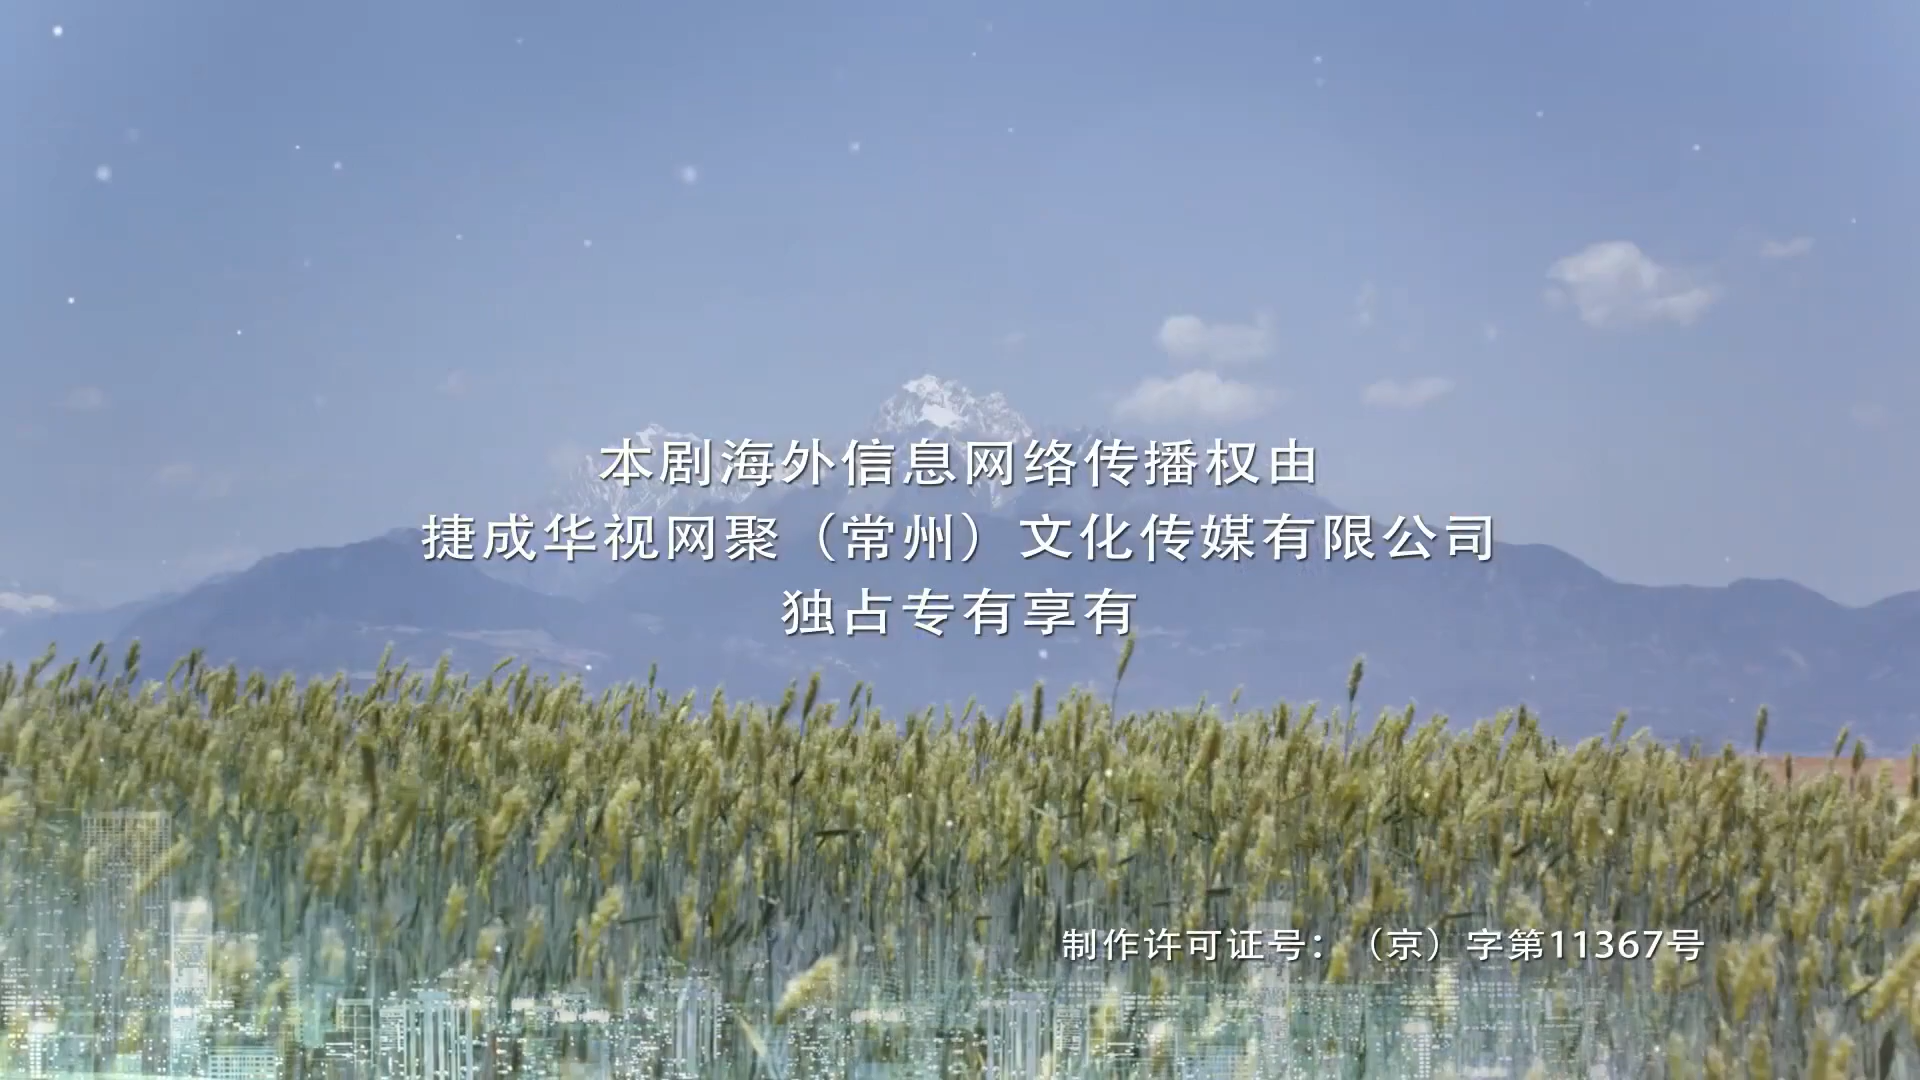 本剧海外信息网络传播权由
捷成华视网聚（常州）文化传媒有限公司
独占专有享有
制作许可证号：（京）字第11367号